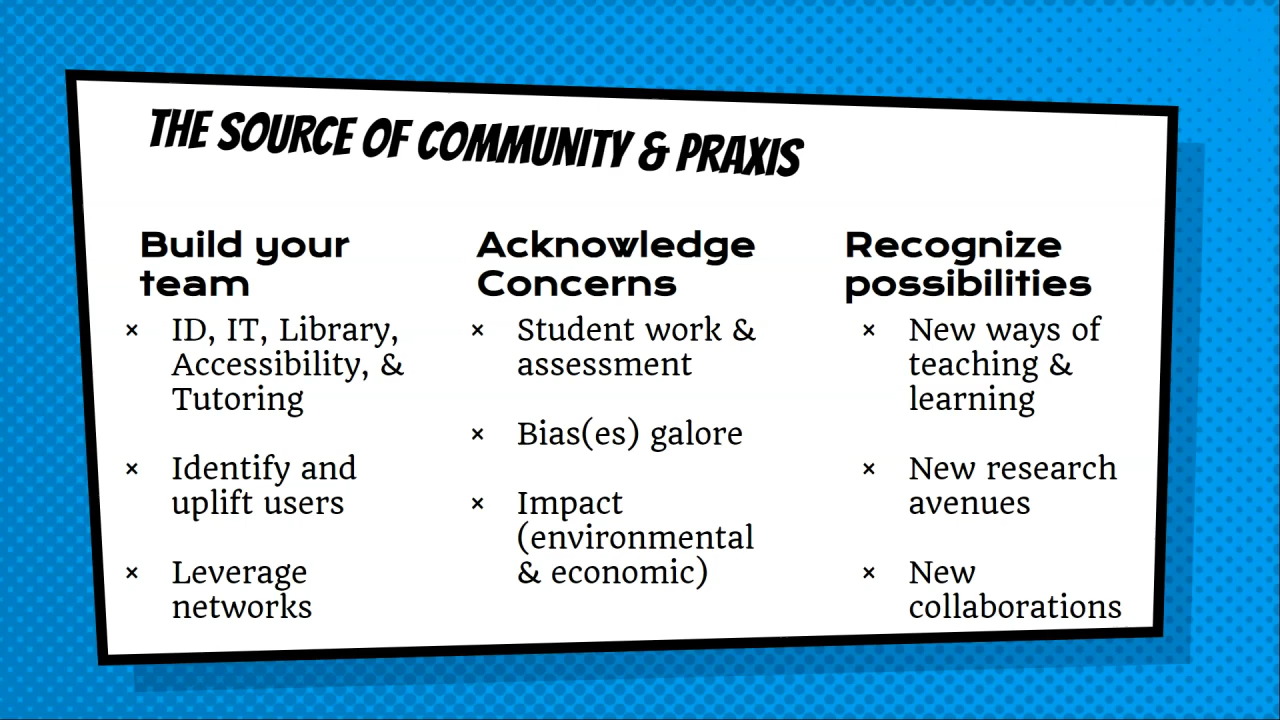 THE SOURCE OF COMMUNITY & PRAXIS
Build your
team
× ID, IT, Library,
Accessibility, &
Tutoring
× Identify and
uplift users
× Leverage
networks
Acknowledge
Concerns
× Student work &
assessment
× Bias(es) galore
× Impact
(environmental
& economic)
Recognize
possibilities
× New ways of
teaching &
learning
× New research
avenues
× New
collaborations